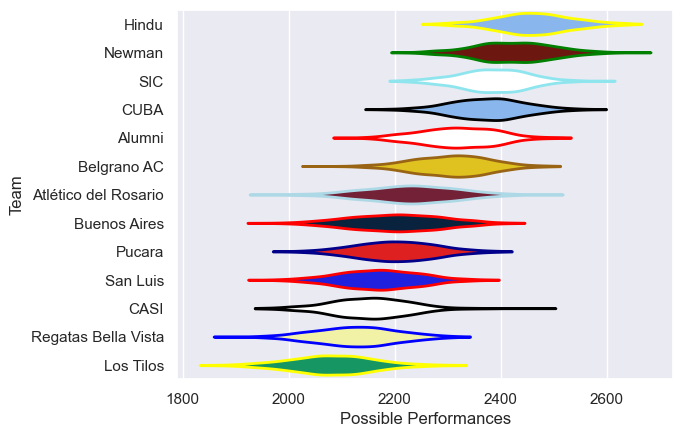 Hindu
Newman
SIC
CUBA
Alumni
Belgrano AC
Atlético del Rosario
Buenos Aires
Pucara
San Luis
CASI
Regatas Bella Vista
Los Tilos
Team
1800 2000 2200 2400 2600
Possible Performances